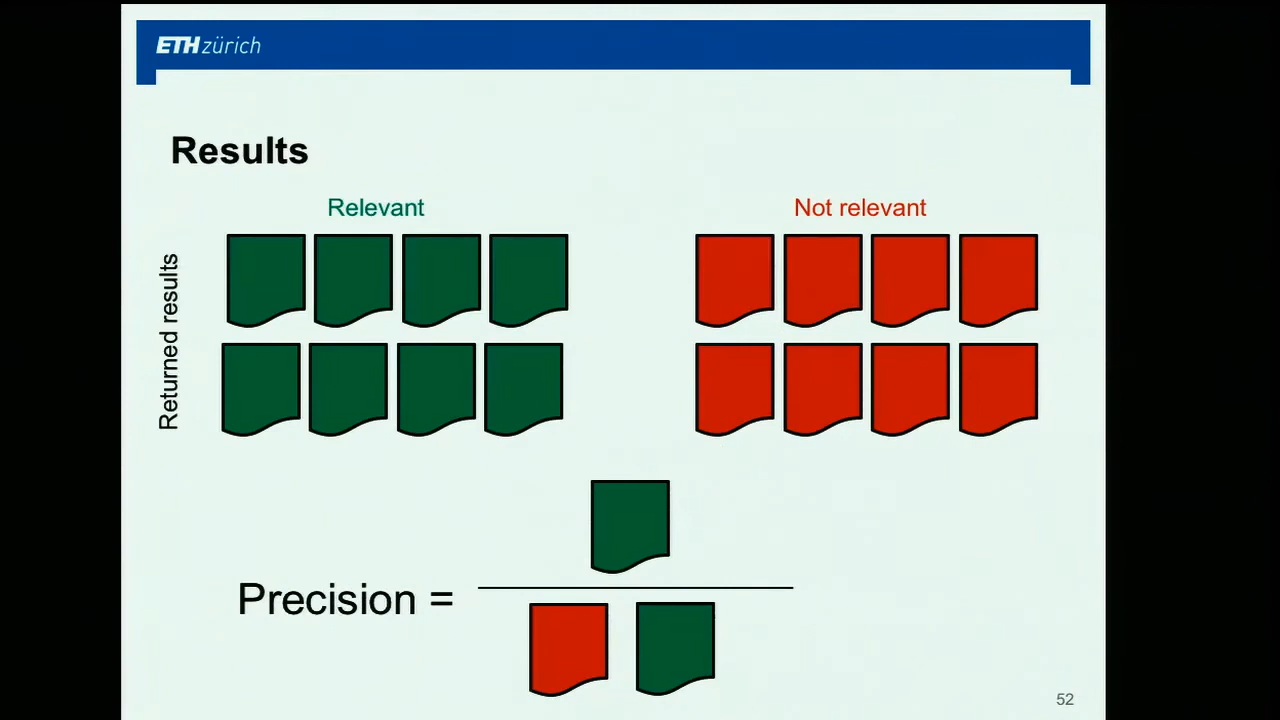 ETH zürich
Results
Relevant
Not relevant
Returned results
Precision =
52